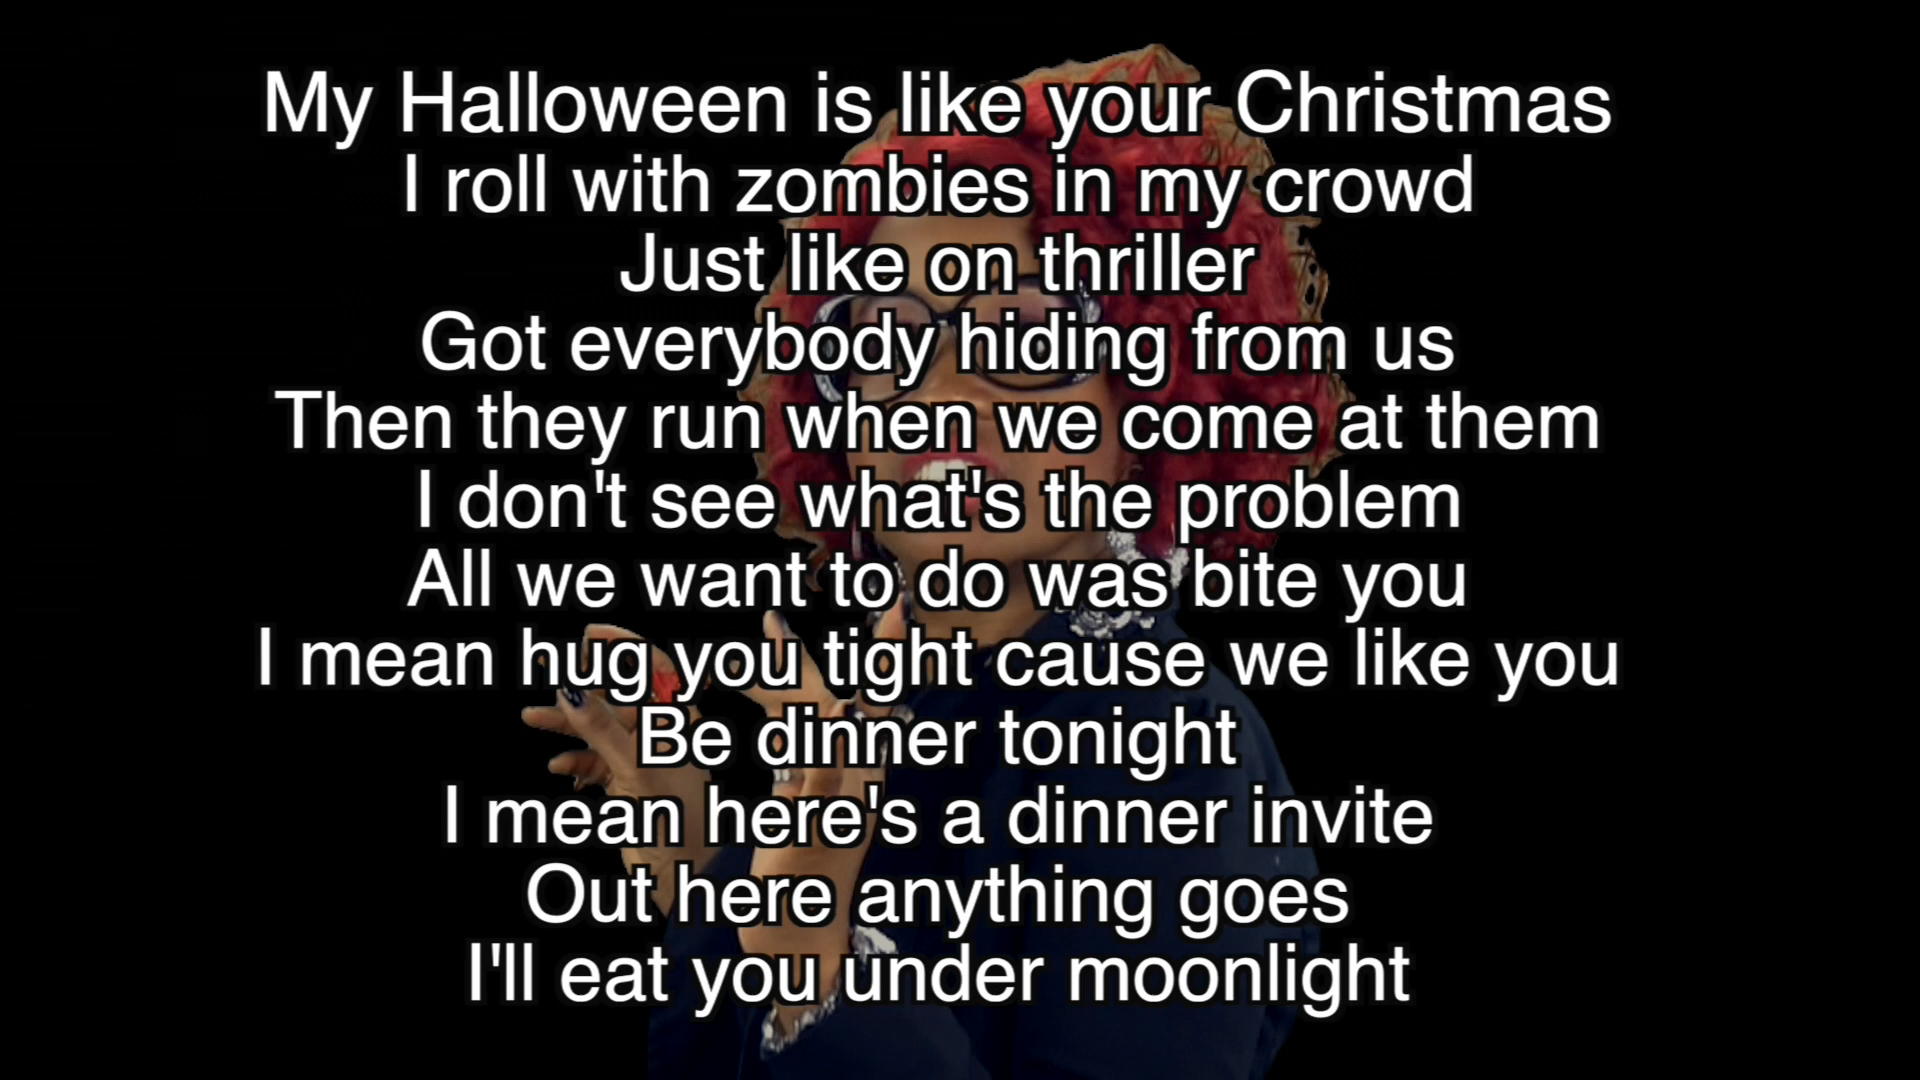 My Halloween is like your Christmas
I roll with zombies in my crowd
Just like on thriller
Got everybody hiding from us
Then they run when we come at them
I don't see what's the problem
All we want to do was bite you
I mean hug you tight cause we like you
Be dinner tonight
I mean here's a dinner invite
Out here anything goes
I'll eat you under moonlight